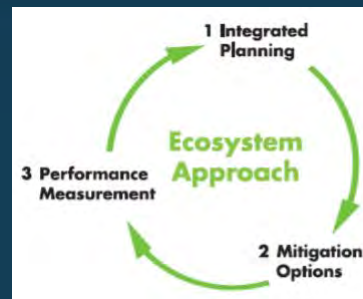 1 Integrated
Planning
Ecosystem
Approach
3 Performance
Measurement
2 Mitigation
Options